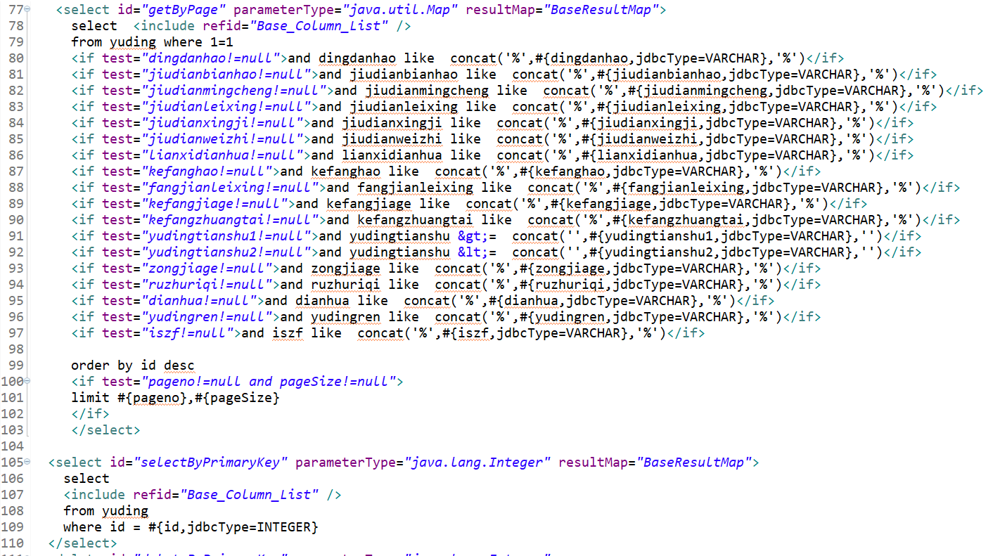 77 <select id="getByPage" parameterType="java.util.Map" resultMap="BaseResultMap">
78 select  <include refid="Base_Column_List" />
79 from yuding where 1=1
80 <if test="dingdanhao!=null">and dingdanhao like  concat('%',#{dingdanhao,jdbcType=VARCHAR},'%')</if>
81 <if test="jiudianbianhao!=null">and jiudianbianhao like  concat('%',#{jiudianbianhao,jdbcType=VARCHAR},'%')</if>
82 <if test="jiudianmingcheng!=null">and jiudianmingcheng like  concat('%',#{jiudianmingcheng,jdbcType=VARCHAR},'%')</if>
83 <if test="jiudianleixing!=null">and jiudianleixing like  concat('%',#{jiudianleixing,jdbcType=VARCHAR},'%')</if>
84 <if test="jiudianxingji!=null">and jiudianxingji like  concat('%',#{jiudianxingji,jdbcType=VARCHAR},'%')</if>
85 <if test="jiudianweizhi!=null">and jiudianweizhi like  concat('%',#{jiudianweizhi,jdbcType=VARCHAR},'%')</if>
86 <if test="lianxidianhua!=null">and lianxidianhua like  concat('%',#{lianxidianhua,jdbcType=VARCHAR},'%')</if>
87 <if test="kefanghao!=null">and kefanghao like  concat('%',#{kefanghao,jdbcType=VARCHAR},'%')</if>
88 <if test="fangjianleixing!=null">and fangjianleixing like  concat('%',#{fangjianleixing,jdbcType=VARCHAR},'%')</if>
89 <if test="kefangjiage!=null">and kefangjiage like  concat('%',#{kefangjiage,jdbcType=VARCHAR},'%')</if>
90 <if test="kefangzhuangtai!=null">and kefangzhuangtai like  concat('%',#{kefangzhuangtai,jdbcType=VARCHAR},'%')</if>
91 <if test="yudingtianshu1!=null">and yudingtianshu &gt;=  concat('',#{yudingtianshu1,jdbcType=VARCHAR},'')</if>
92 <if test="yudingtianshu2!=null">and yudingtianshu &lt;=  concat('',#{yudingtianshu2,jdbcType=VARCHAR},'')</if>
93 <if test="zongjiage!=null">and zongjiage like  concat('%',#{zongjiage,jdbcType=VARCHAR},'%')</if>
94 <if test="ruzhuriqi!=null">and ruzhuriqi like  concat('%',#{ruzhuriqi,jdbcType=VARCHAR},'%')</if>
95 <if test="dianhua!=null">and dianhua like  concat('%',#{dianhua,jdbcType=VARCHAR},'%')</if>
96 <if test="yudingren!=null">and yudingren like  concat('%',#{yudingren,jdbcType=VARCHAR},'%')</if>
97 <if test="iszf!=null">and iszf like  concat('%',#{iszf,jdbcType=VARCHAR},'%')</if>
98
99 order by id desc
100 <if test="pageno!=null and pageSize!=null">
101 limit #{pageno},#{pageSize}
102 </if>
103 </select>
104
105 <select id="selectByPrimaryKey" parameterType="java.lang.Integer" resultMap="BaseResultMap">
106 select
107 <include refid="Base_Column_List" />
108 from yuding
109 where id = #{id,jdbcType=INTEGER}
110 </select>